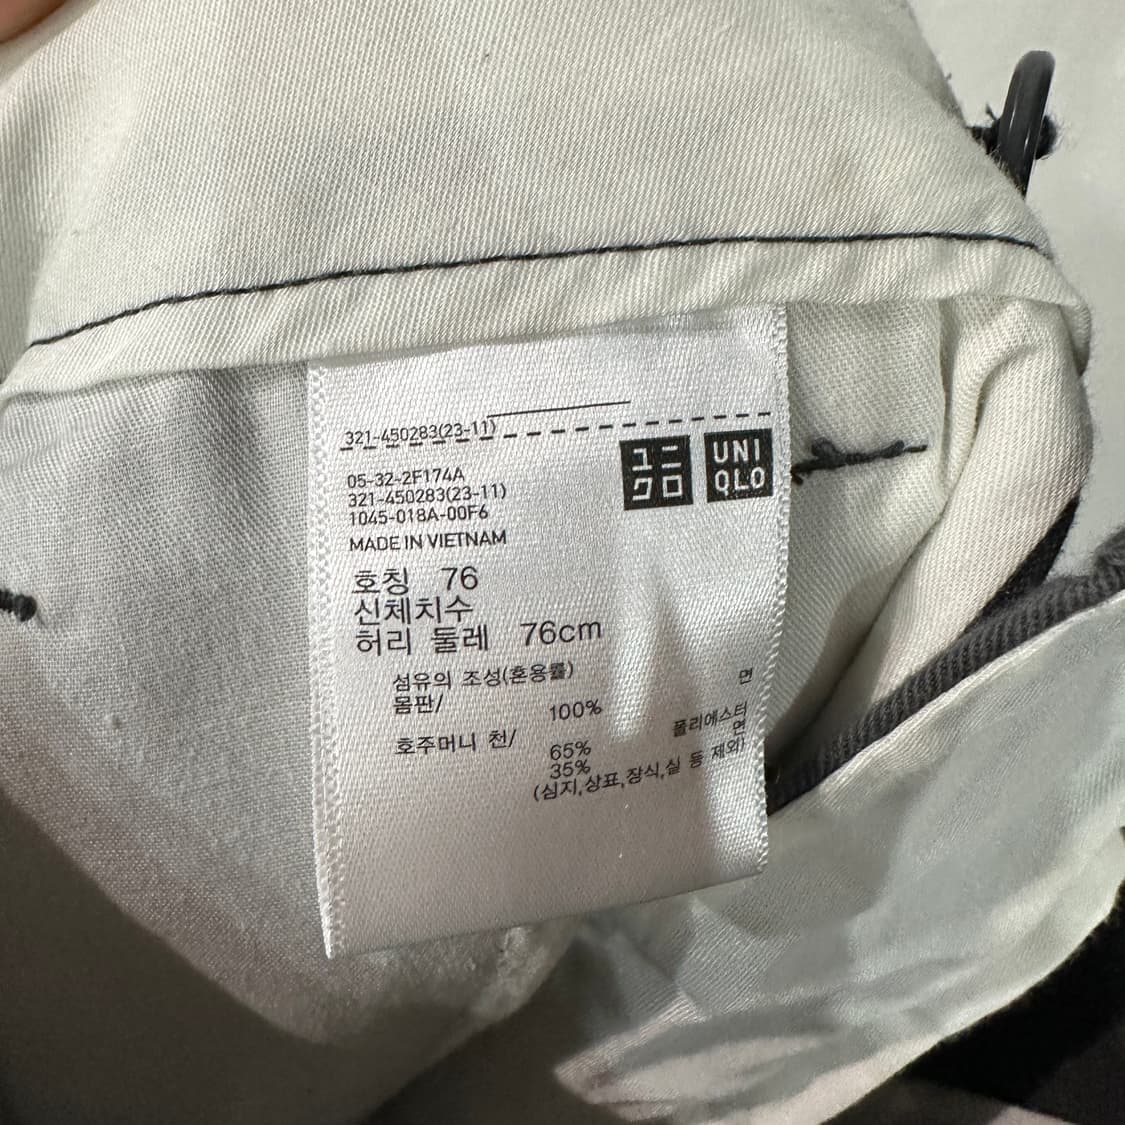 321-450283(23-11)
ユニ
クロ
UNI
QLO
05-32-2F174A
321-450283(23-11)
1045-018A-00F6
MADE IN VIETNAM
호칭 76
신체치수
허리 둘레 76cm
섬유의 조성(혼용률)
몸판/ 100% 면
호주머니 천/ 65% 폴리에스터
35% 면
(심지,상표,장식,실 등 제외)